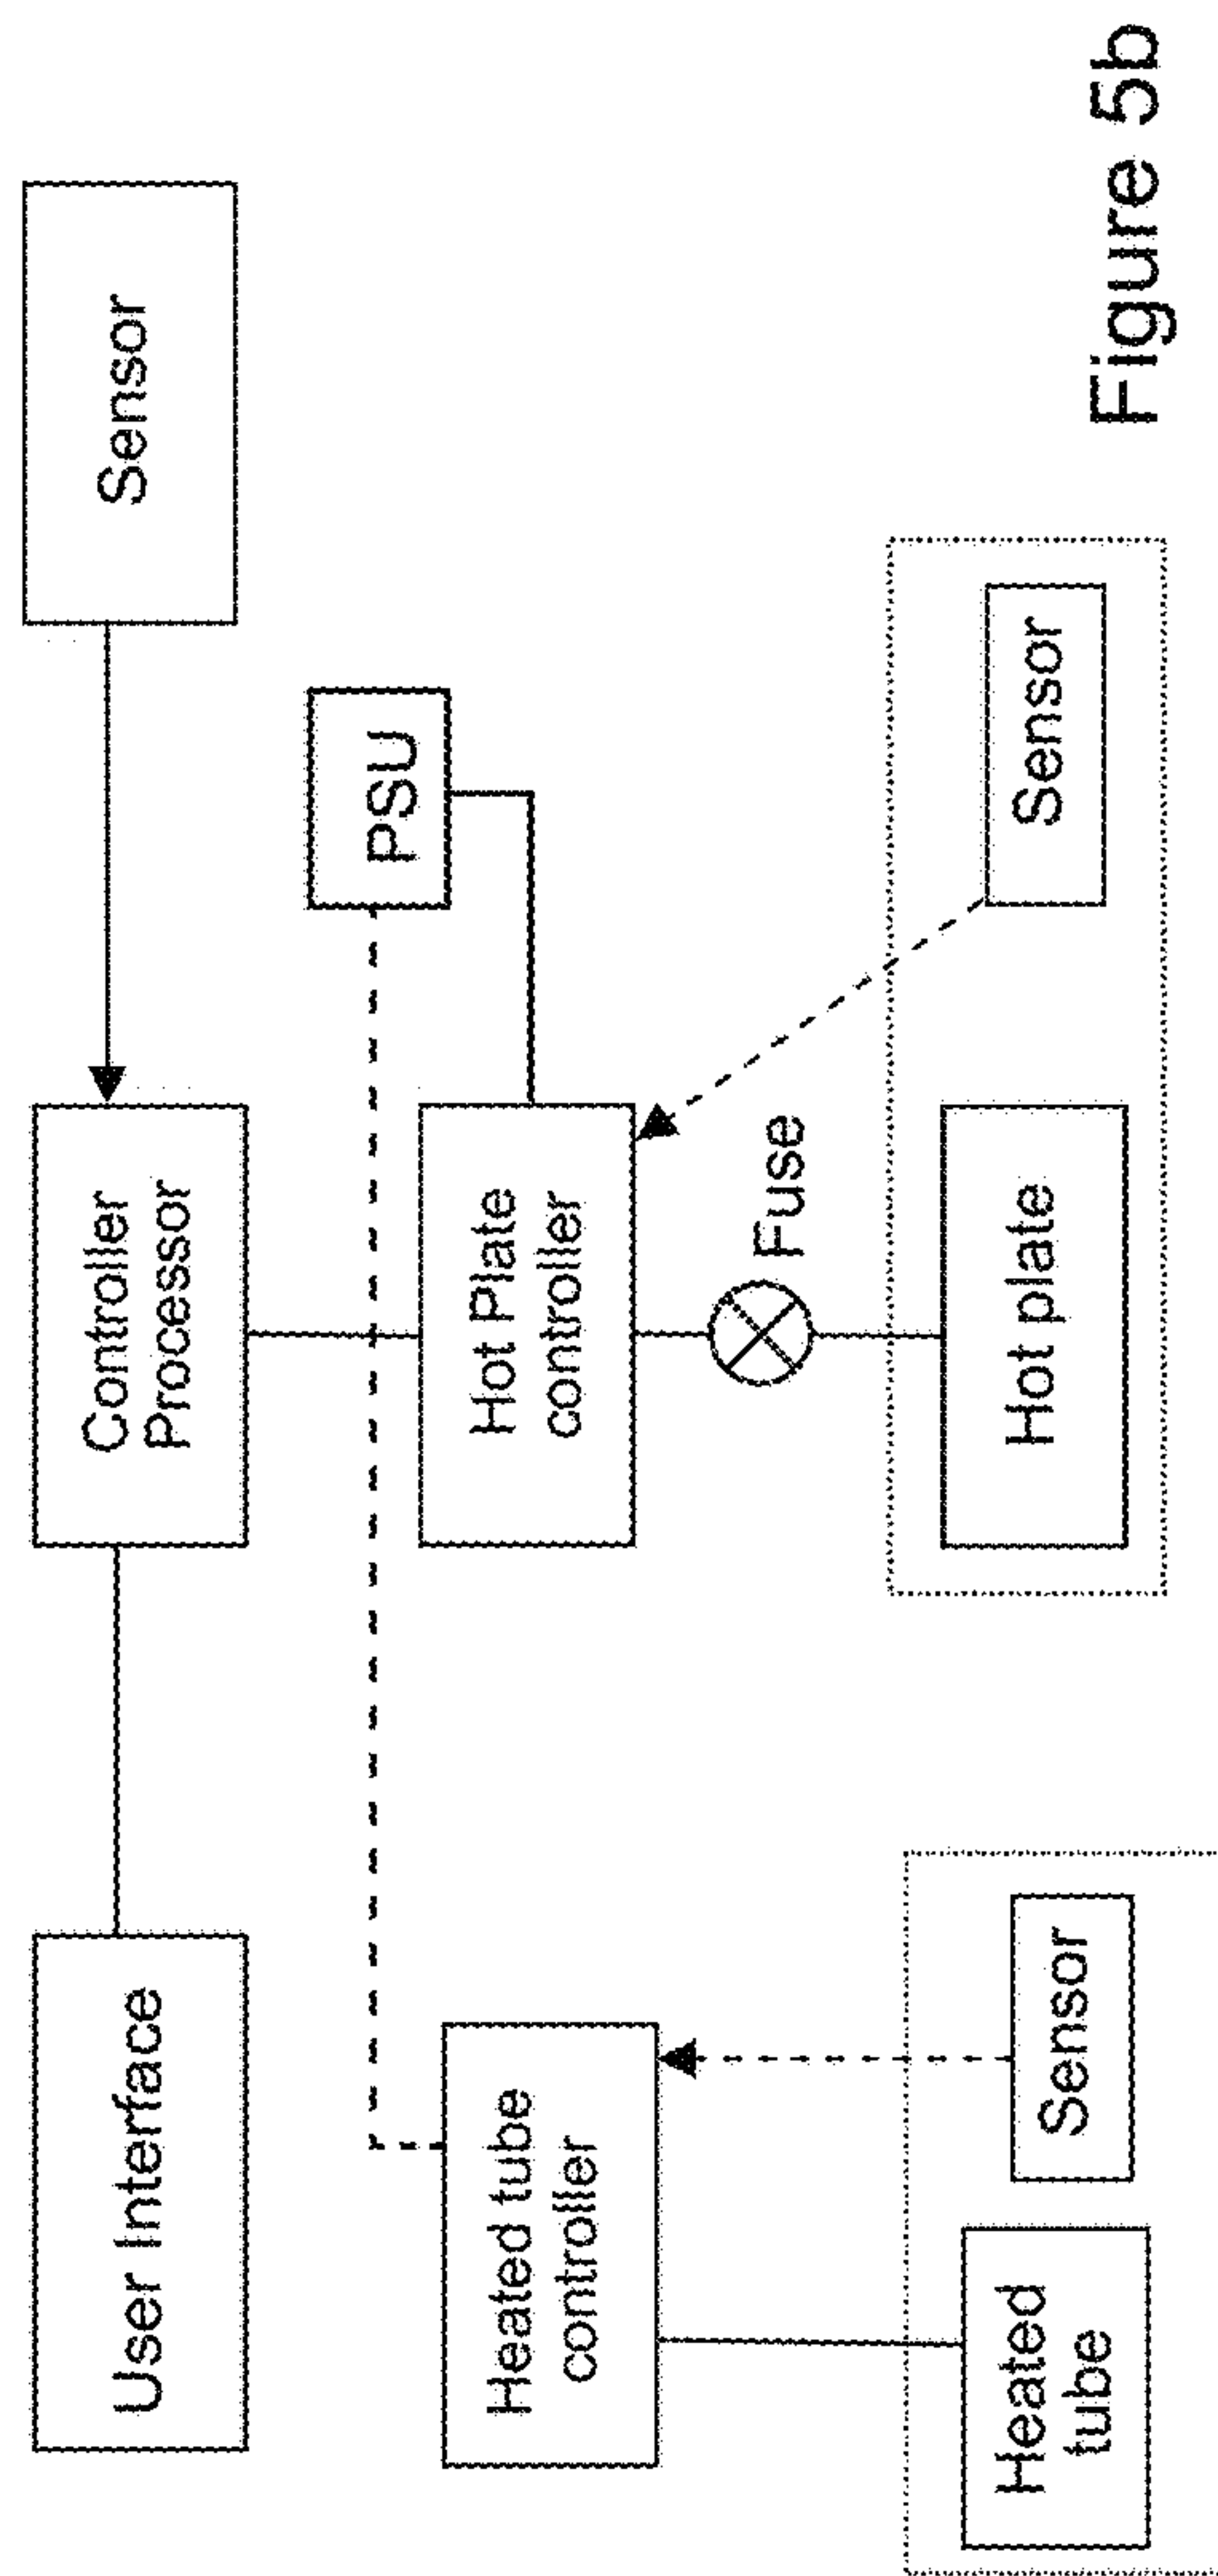 User Interface
Controller
Processor
Sensor
PSU
Heated tube
controller
Hot Plate
controller
Fuse
Heated
tube
Sensor
Hot plate
Sensor
Figure 5b